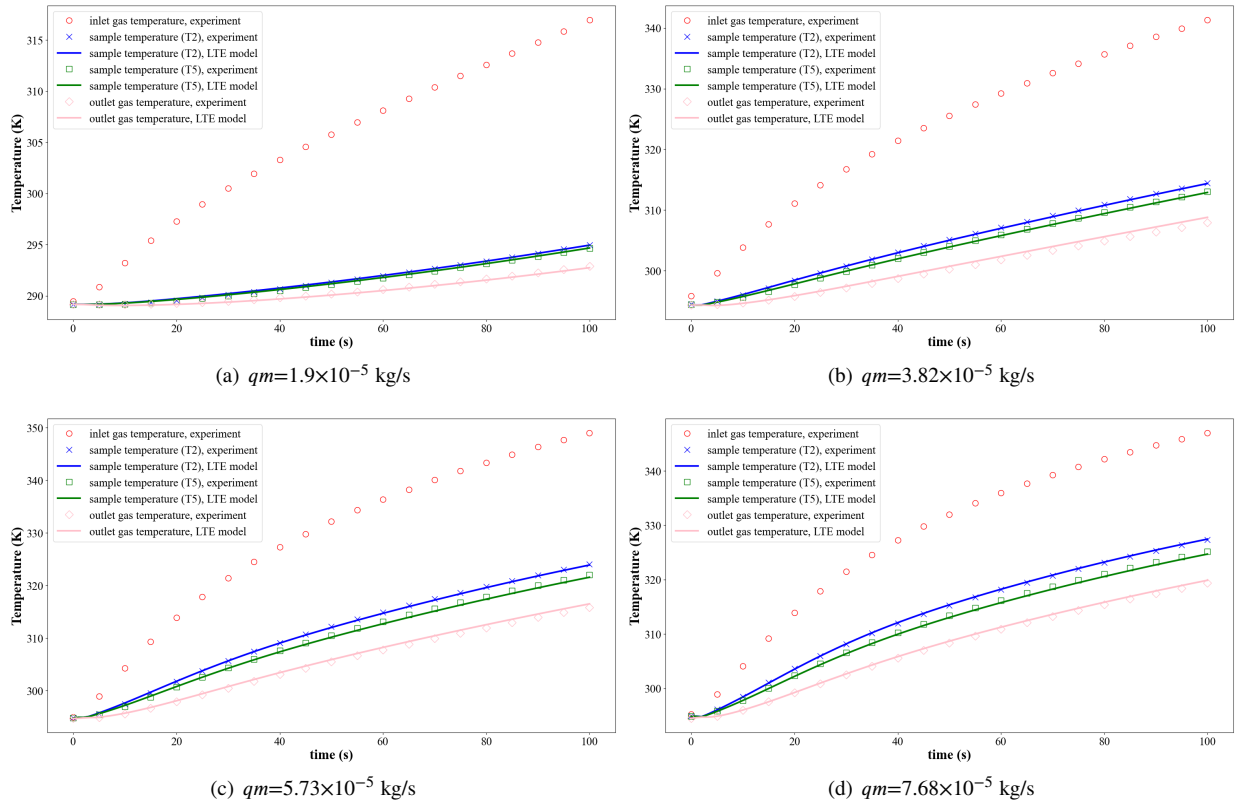 inlet gas temperature, experiment
sample temperature (T2), experiment
sample temperature (T2), LTE model
sample temperature (T5), experiment
sample temperature (T5), LTE model
outlet gas temperature, experiment
outlet gas temperature, LTE model
Temperature (K)
315
310
305
300
295
290
0 20 40 60 80 100
time (s)
(a) qm=1.9×10⁻⁵ kg/s
inlet gas temperature, experiment
sample temperature (T2), experiment
sample temperature (T2), LTE model
sample temperature (T5), experiment
sample temperature (T5), LTE model
outlet gas temperature, experiment
outlet gas temperature, LTE model
Temperature (K)
340
330
320
310
300
0 20 40 60 80 100
time (s)
(b) qm=3.82×10⁻⁵ kg/s
inlet gas temperature, experiment
sample temperature (T2), experiment
sample temperature (T2), LTE model
sample temperature (T5), experiment
sample temperature (T5), LTE model
outlet gas temperature, experiment
outlet gas temperature, LTE model
Temperature (K)
350
340
330
320
310
300
0 20 40 60 80 100
time (s)
(c) qm=5.73×10⁻⁵ kg/s
inlet gas temperature, experiment
sample temperature (T2), experiment
sample temperature (T2), LTE model
sample temperature (T5), experiment
sample temperature (T5), LTE model
outlet gas temperature, experiment
outlet gas temperature, LTE model
Temperature (K)
340
330
320
310
300
0 20 40 60 80 100
time (s)
(d) qm=7.68×10⁻⁵ kg/s